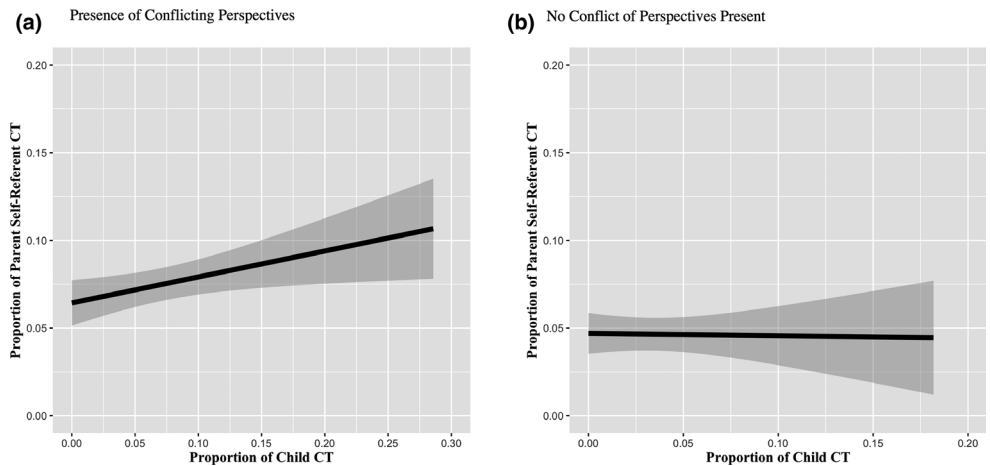 (a) Presence of Conflicting Perspectives
Proportion of Parent Self-Referent CT
0.20
0.15
0.10
0.05
0.00
0.00 0.05 0.10 0.15 0.20 0.25 0.30
Proportion of Child CT
(b) No Conflict of Perspectives Present
Proportion of Parent Self-Referent CT
0.20
0.15
0.10
0.05
0.00
0.00 0.05 0.10 0.15 0.20
Proportion of Child CT